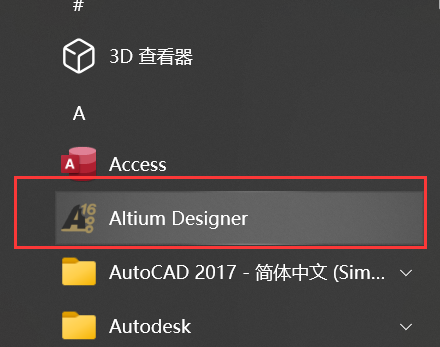 #
3D 查看器
A
Access
Altium Designer
AutoCAD 2017 - 简体中文 (Sim...
Autodesk